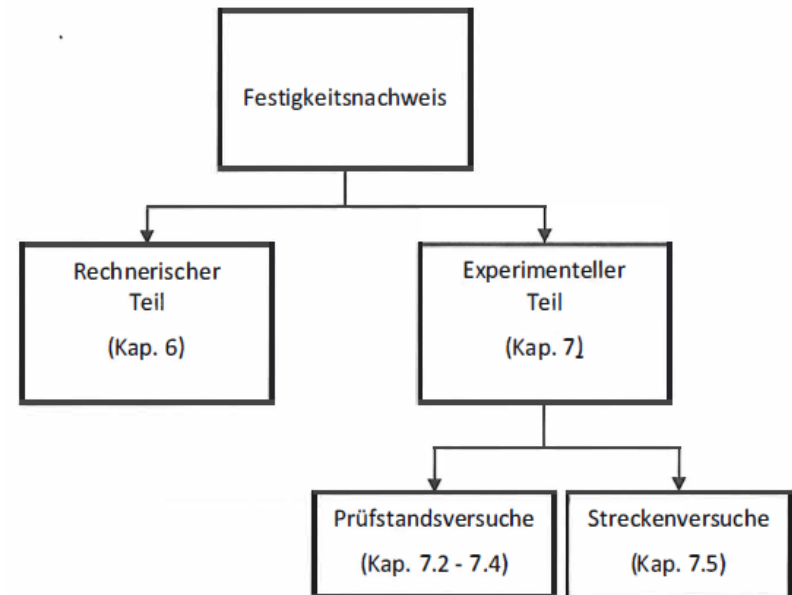 Festigkeitsnachweis
Rechnerischer
Teil
(Kap. 6)
Experimenteller
Teil
(Kap. 7)
Prüfstandsversuche
(Kap. 7.2 - 7.4)
Streckenversuche
(Kap. 7.5)